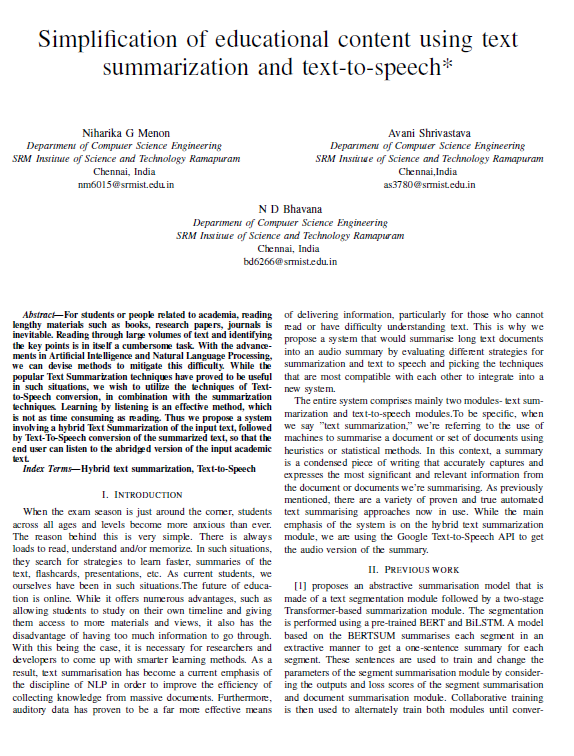 Simplification of educational content using text
summarization and text-to-speech*
Niharika G Menon
Department of Computer Science Engineering
SRM Institute of Science and Technology Ramapuram
Chennai, India
nm6015@srmist.edu.in
Avani Shrivastava
Department of Computer Science Engineering
SRM Institute of Science and Technology Ramapuram
Chennai,India
as3780@srmist.edu.in
N D Bhavana
Department of Computer Science Engineering
SRM Institute of Science and Technology Ramapuram
Chennai, India
bd6266@srmist.edu.in
Abstract—For students or people related to academia, reading
lengthy materials such as books, research papers, journals is
inevitable. Reading through large volumes of text and identifying
the key points is in itself a cumbersome task. With the advance-
ments in Artificial Intelligence and Natural Language Processing,
we can devise methods to mitigate this difficulty. While the
popular Text Summarization techniques have proved to be useful
in such situations, we wish to utilize the techniques of Text-
to-Speech conversion, in combination with the summarization
techniques. Learning by listening is an effective method, which
is not as time consuming as reading. Thus we propose a system
involving a hybrid Text Summarization of the input text, followed
by Text-To-Speech conversion of the summarized text, so that the
end user can listen to the abridged version of the input academic
text.
Index Terms—Hybrid text summarization, Text-to-Speech
I. INTRODUCTION
When the exam season is just around the corner, students
across all ages and levels become more anxious than ever.
The reason behind this is very simple. There is always
loads to read, understand and/or memorize. In such situations,
they search for strategies to learn faster, summaries of the
text, flashcards, presentations, etc. As current students, we
ourselves have been in such situations.The future of educa-
tion is online. While it offers numerous advantages, such as
allowing students to study on their own timeline and giving
them access to more materials and views, it also has the
disadvantage of having too much information to go through.
With this being the case, it is necessary for researchers and
developers to come up with smarter learning methods. As a
result, text summarisation has become a current emphasis of
the discipline of NLP in order to improve the efficiency of
collecting knowledge from massive documents. Furthermore,
auditory data has proven to be a far more effective means
of delivering information, particularly for those who cannot
read or have difficulty understanding text. This is why we
propose a system that would summarise long text documents
into an audio summary by evaluating different strategies for
summarization and text to speech and picking the techniques
that are most compatible with each other to integrate into a
new system.
The entire system comprises mainly two modules- text sum-
marization and text-to-speech modules.To be specific, when
we say ”text summarization,” we’re referring to the use of
machines to summarise a document or set of documents using
heuristics or statistical methods. In this context, a summary
is a condensed piece of writing that accurately captures and
expresses the most significant and relevant information from
the document or documents we’re summarising. As previously
mentioned, there are a variety of proven and true automated
text summarising approaches now in use. While the main
emphasis of the system is on the hybrid text summarization
module, we are using the Google Text-to-Speech API to get
the audio version of the summary.
II. PREVIOUS WORK
[1] proposes an abstractive summarisation model that is
made of a text segmentation module followed by a two-stage
Transformer-based summarization module. The segmentation
is performed using a pre-trained BERT and BiLSTM. A model
based on the BERTSUM summarises each segment in an
extractive manner to get a one-sentence summary for each
segment. These sentences are used to train and change the
parameters of the segment summarisation module by consider-
ing the outputs and loss scores of the segment summarisation
and document summarisation module. Collaborative training
is then used to alternately train both modules until conver-